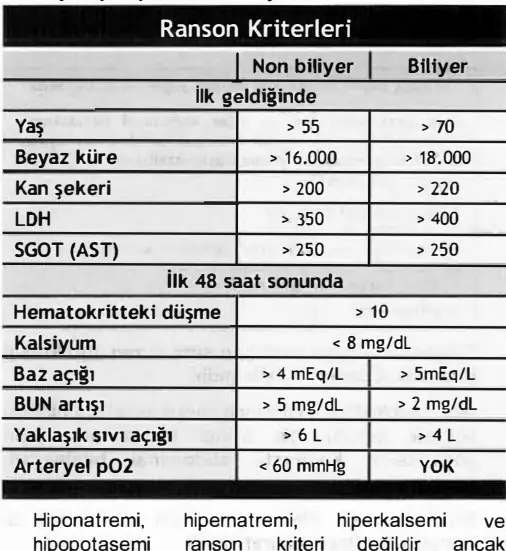 Ranson Kriterleri
Non biliyer Biliyer
İlk geldiğinde
Yaş > 55 > 70
Beyaz küre > 16.000 > 18.000
Kan şekeri > 200 > 220
LDH > 350 > 400
SGOT (AST) > 250 > 250
İlk 48 saat sonunda
Hematokritteki düşme > 10
Kalsiyum < 8 mg/dL
Baz açığı > 4 mEq/L > 5mEq/L
BUN artışı > 5 mg/dL > 2 mg/dL
Yaklaşık sıvı açığı > 6 L > 4 L
Arteryel pO2 < 60 mmHg YOK
Hiponatremi, hipernatremi, hiperkalsemi ve
hipopotasemi ranson kriteri değildir ancak